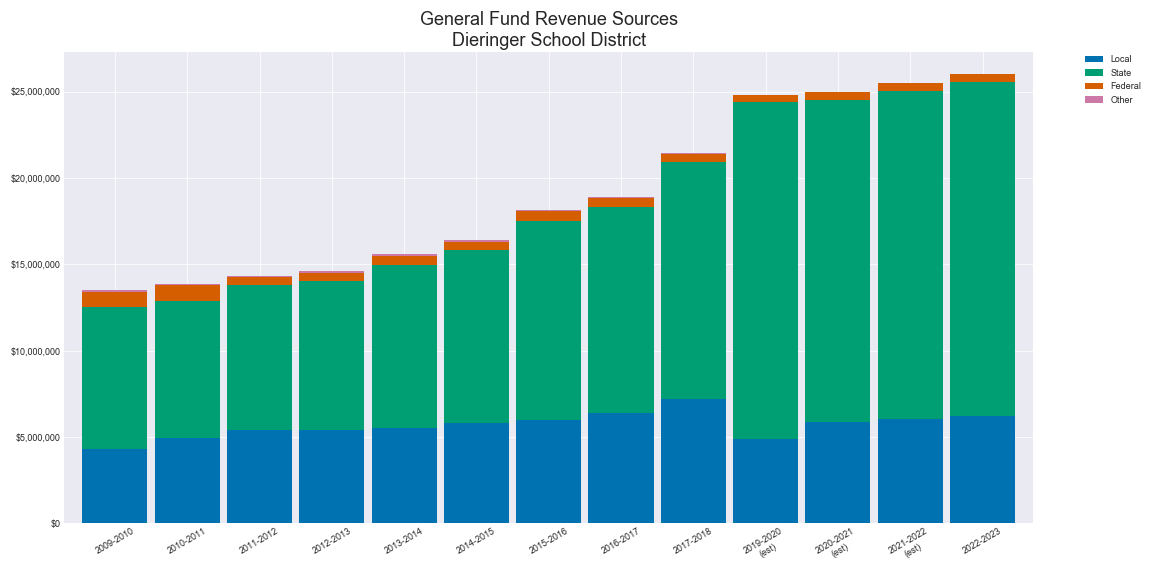 General Fund Revenue Sources
Dieringer School District
Local
State
Federal
Other
$25,000,000
$20,000,000
$15,000,000
$10,000,000
$5,000,000
$0
2009-2010
2010-2011
2011-2012
2012-2013
2013-2014
2014-2015
2015-2016
2016-2017
2017-2018
2019-2020
(est)
2020-2021
(est)
2021-2022
(est)
2022-2023